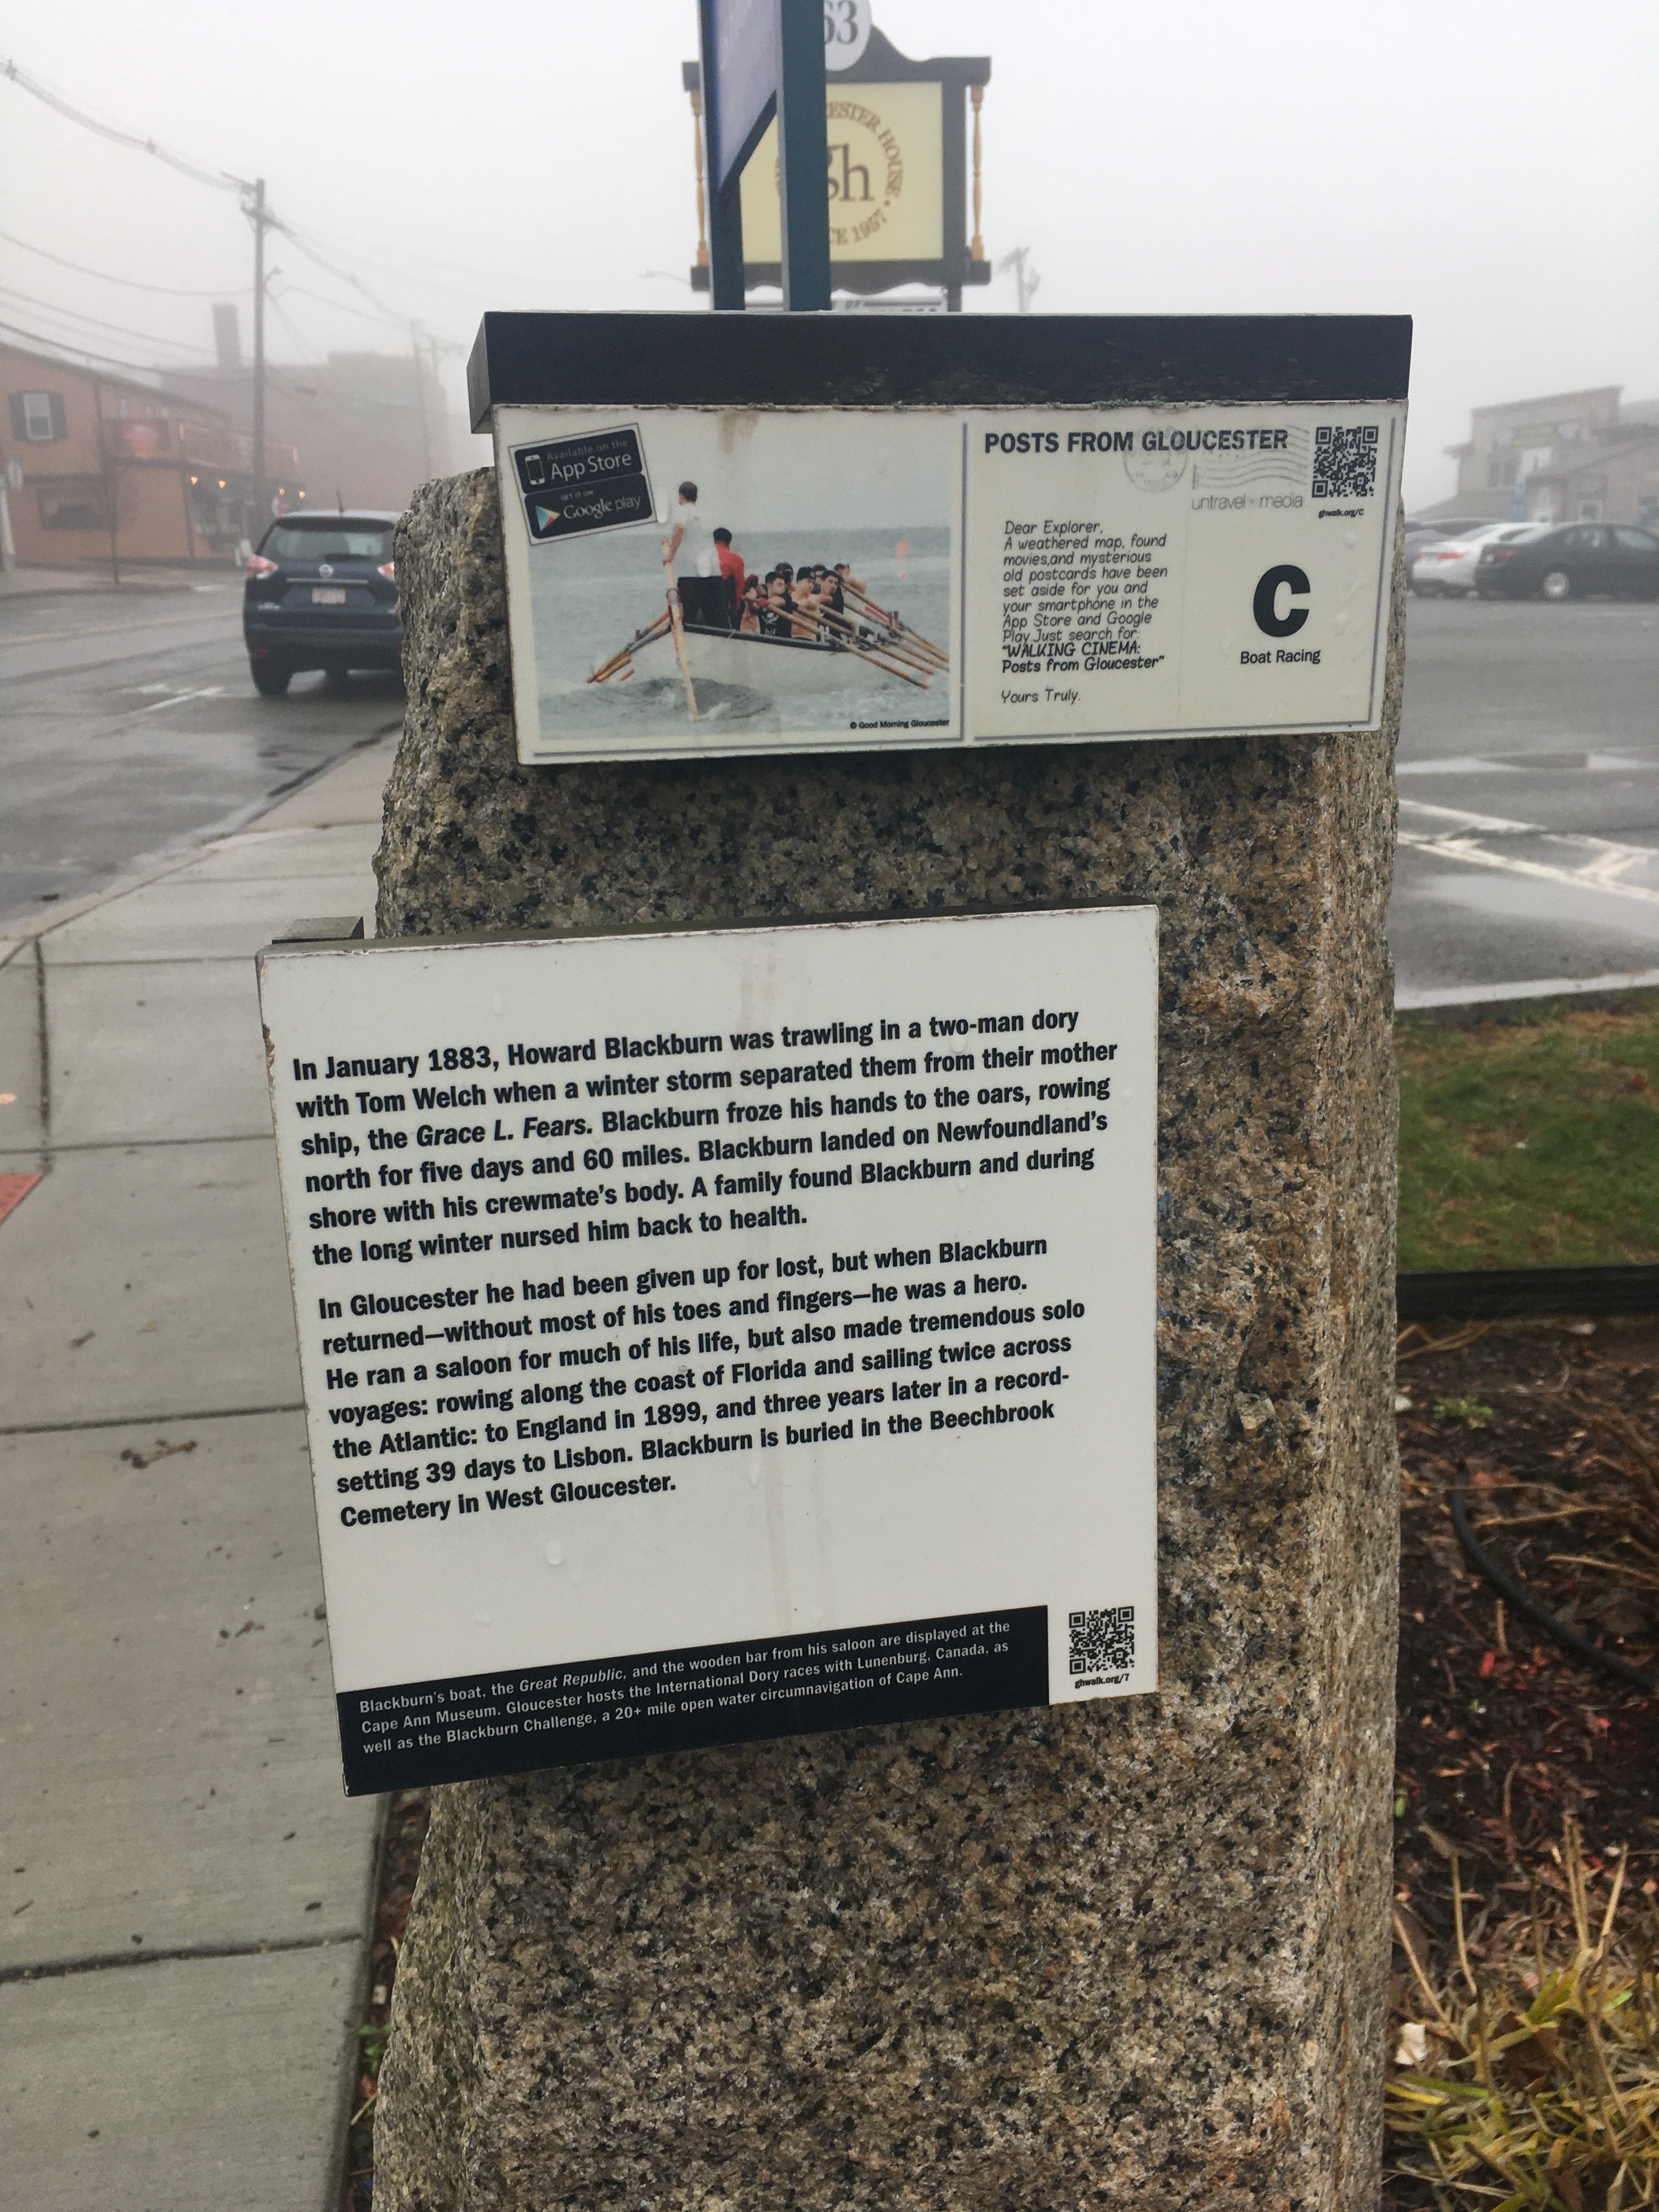 63
ESTER HOUSE
gh
CE 1957
OF
Available on the
App Store
GET IT ON
Google play
© Good Morning Gloucester
POSTS FROM GLOUCESTER
untravel media
ghwalk.org/C
Dear Explorer,
A weathered map, found
movies,and mysterious
old postcards have been
set aside for you and
your smartphone in the
App Store and Google
Play.Just search for:
"WALKING CINEMA:
Posts from Gloucester"
Yours Truly.
C
Boat Racing
In January 1883, Howard Blackburn was trawling in a two-man dory
with Tom Welch when a winter storm separated them from their mother
ship, the Grace L. Fears. Blackburn froze his hands to the oars, rowing
north for five days and 60 miles. Blackburn landed on Newfoundland's
shore with his crewmate's body. A family found Blackburn and during
the long winter nursed him back to health.
In Gloucester he had been given up for lost, but when Blackburn
returned—without most of his toes and fingers—he was a hero.
He ran a saloon for much of his life, but also made tremendous solo
voyages: rowing along the coast of Florida and sailing twice across
the Atlantic: to England in 1899, and three years later in a record-
setting 39 days to Lisbon. Blackburn is buried in the Beechbrook
Cemetery in West Gloucester.
Blackburn's boat, the Great Republic, and the wooden bar from his saloon are displayed at the
Cape Ann Museum. Gloucester hosts the International Dory races with Lunenburg, Canada, as
well as the Blackburn Challenge, a 20+ mile open water circumnavigation of Cape Ann.
ghwalk.org/7